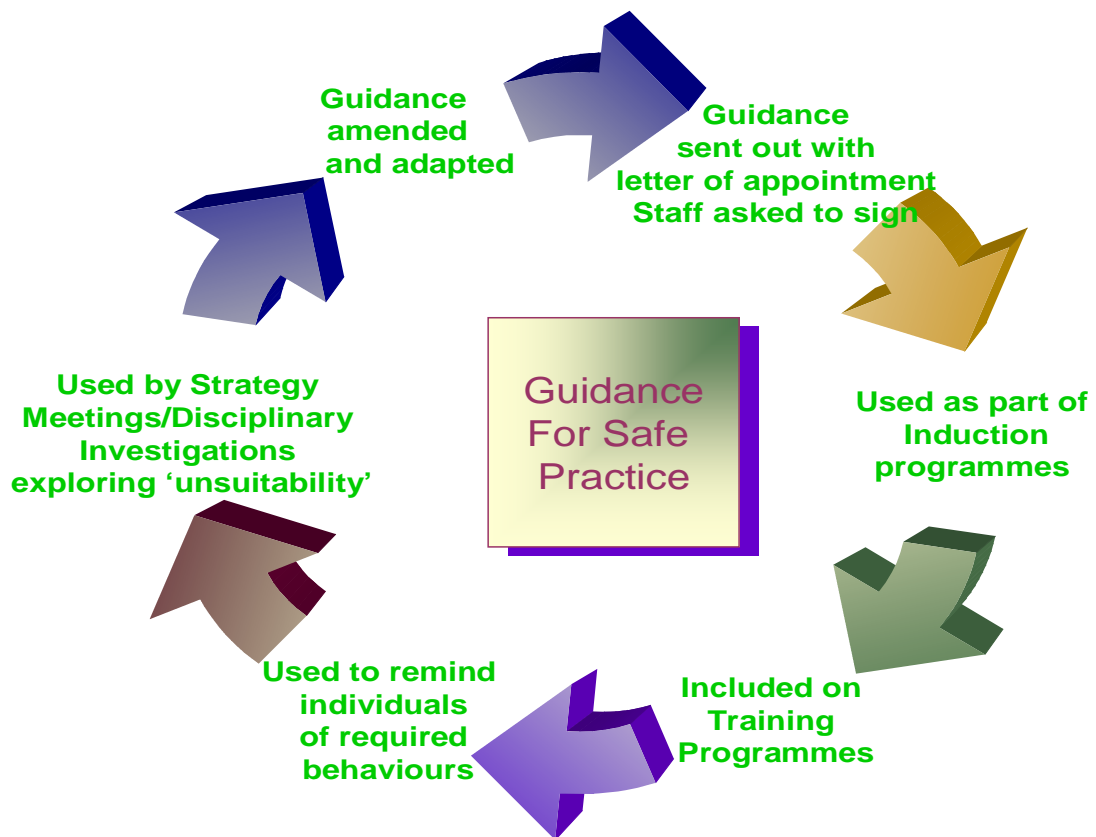 Guidance
amended
and adapted
Guidance
sent out with
letter of appointment
Staff asked to sign
Used as part of
Induction
programmes
Included on
Training
Programmes
Used to remind
individuals
of required
behaviours
Used by Strategy
Meetings/Disciplinary
Investigations
exploring ‘unsuitability’
Guidance
For Safe
Practice